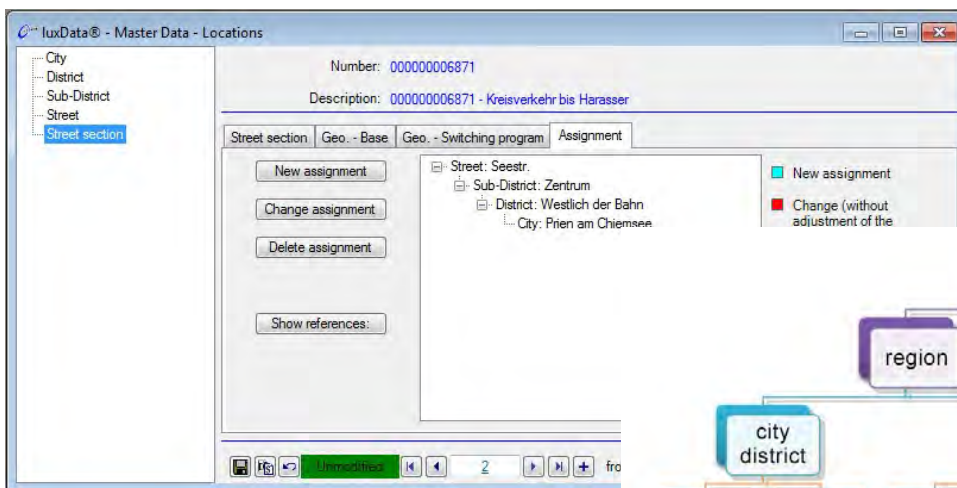 luxData® - Master Data - Locations
City
District
Sub-District
Street
Street section
Number: 000000006871
Description: 000000006871 - Kreisverkehr bis Harasser
Street section
Geo. - Base
Geo. - Switching program
Assignment
New assignment
Change assignment
Delete assignment
Show references:
Street: Seestr.
Sub-District: Zentrum
District: Westlich der Bahn
City: Prien am Chiemsee
New assignment
Change (without
adjustment of the
region
city
district
Unmodified
2
fro